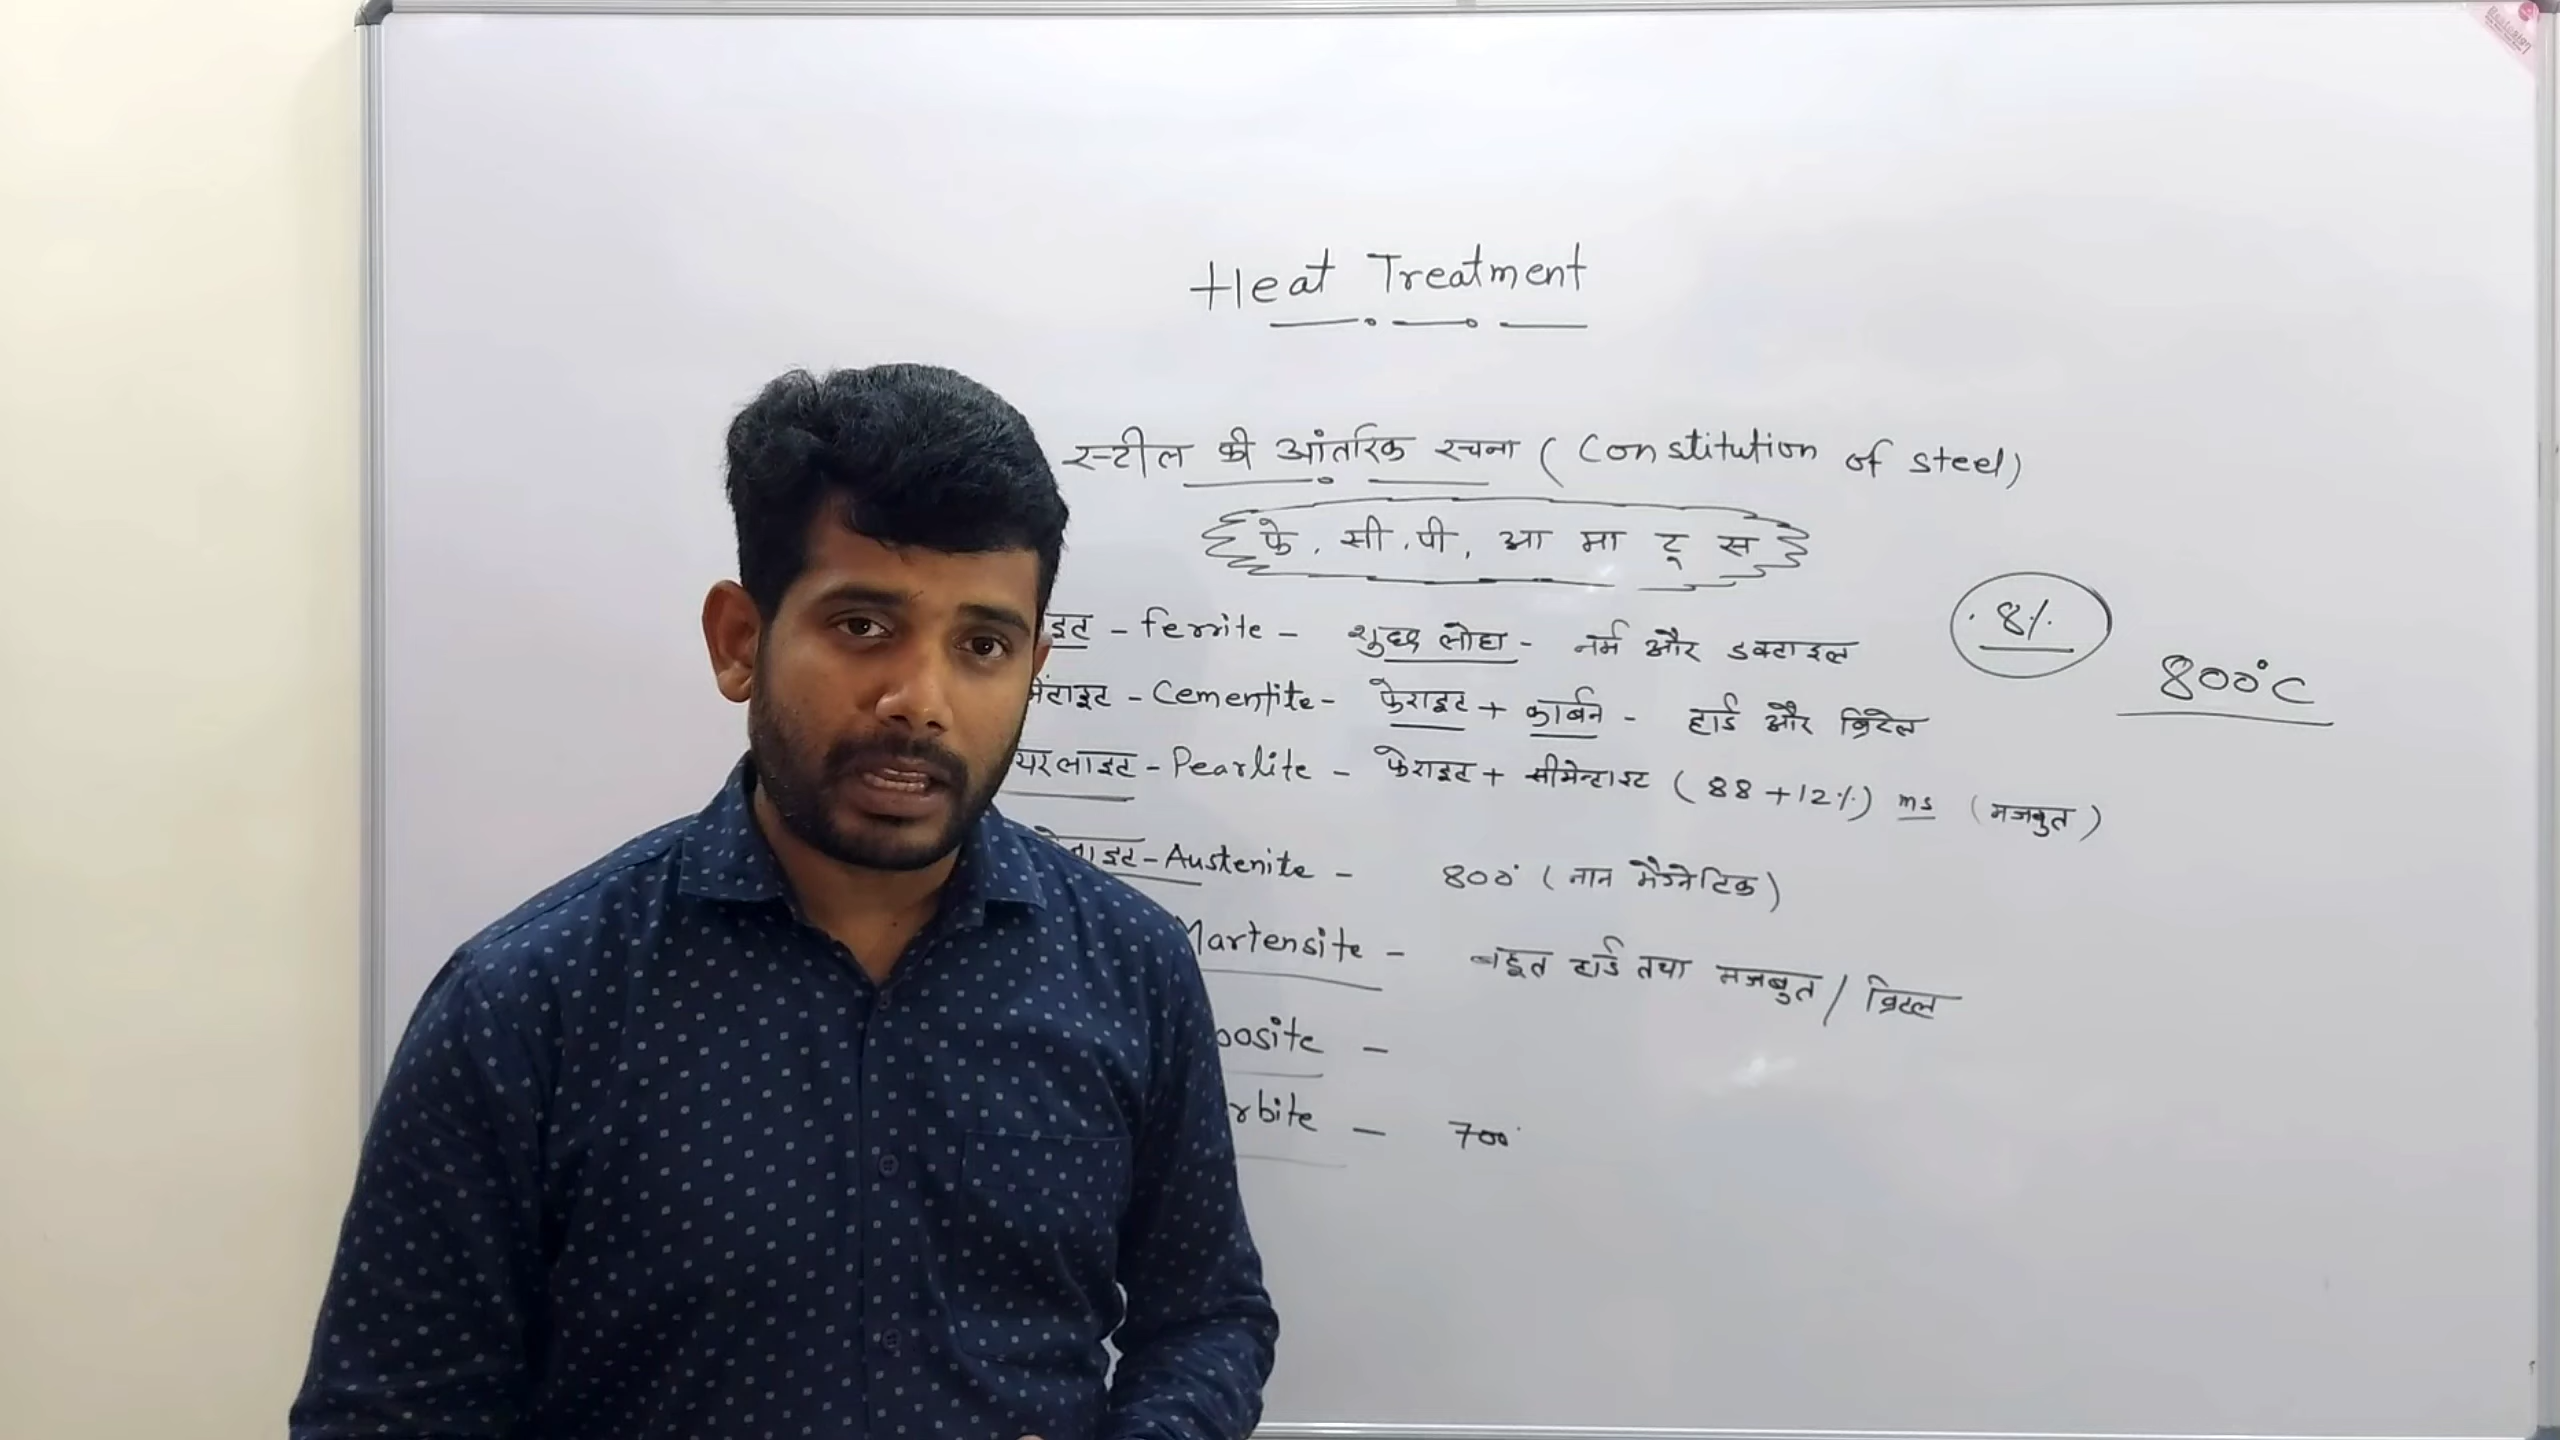 Heat Treatment
स्टील की आंतरिक रचना (Constitution of steel)
फे. सी. पी, आ मा टू स
.8%
800°C
इट - ferrite - शुद्ध लोहा - नर्म और डक्टाइल
मेंटाइट - Cementite - फेराइट + कार्बन - हार्ड और ब्रिटेल
यरलाइट - Pearlite - फेराइट + सीमेन्टाइट (88 + 12%) ms (मजबुत)
नाइट - Austenite - 800° (नान मैग्नेटिक)
Martensite - बहूत हार्ड तथा मजबुत / ब्रिटल
osite -
rbite - 700°